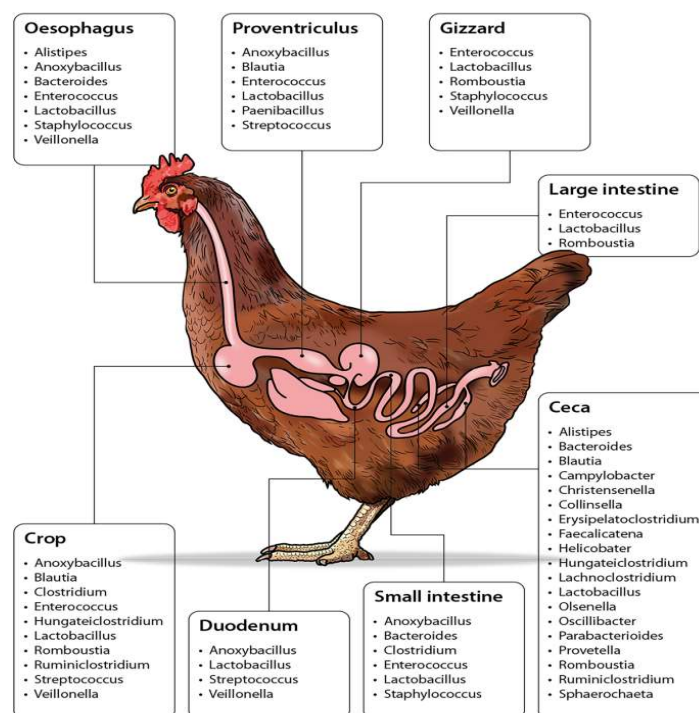 Oesophagus
• Alistipes
• Anoxybacillus
• Bacteroides
• Enterococcus
• Lactobacillus
• Staphylococcus
• Veillonella
Proventriculus
• Anoxybacillus
• Blautia
• Enterococcus
• Lactobacillus
• Paenibacillus
• Streptococcus
Gizzard
• Enterococcus
• Lactobacillus
• Romboustia
• Staphylococcus
• Veillonella
Large intestine
• Enterococcus
• Lactobacillus
• Romboustia
Crop
• Anoxybacillus
• Blautia
• Clostridium
• Enterococcus
• Hungateiclostridium
• Lactobacillus
• Romboustia
• Ruminiclostridium
• Streptococcus
• Veillonella
Duodenum
• Anoxybacillus
• Lactobacillus
• Streptococcus
• Veillonella
Small intestine
• Anoxybacillus
• Bacteroides
• Clostridium
• Enterococcus
• Lactobacillus
• Staphylococcus
Ceca
• Alistipes
• Bacteroides
• Blautia
• Campylobacter
• Christensenella
• Collinsella
• Erysipelatoclostridium
• Faecalicatena
• Helicobater
• Hungateiclostridium
• Lachnoclostridium
• Lactobacillus
• Olsenella
• Oscillibacter
• Parabacterioides
• Provetella
• Romboustia
• Ruminiclostridium
• Sphaerochaeta